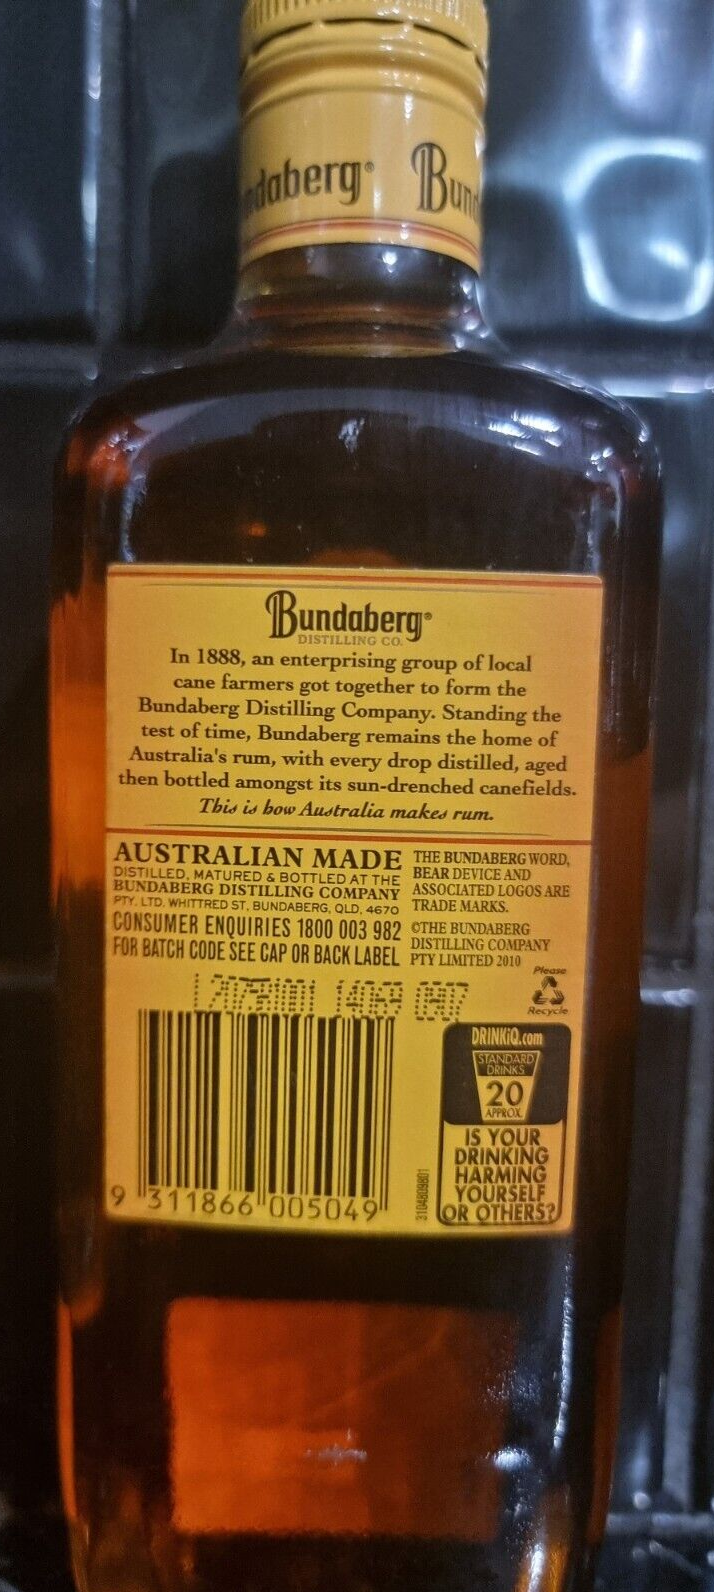 Bundaberg®
Bundaberg®
DISTILLING CO.
In 1888, an enterprising group of local
cane farmers got together to form the
Bundaberg Distilling Company. Standing the
test of time, Bundaberg remains the home of
Australia's rum, with every drop distilled, aged
then bottled amongst its sun-drenched canefields.
This is how Australia makes rum.
AUSTRALIAN MADE
DISTILLED, MATURED & BOTTLED AT THE
BUNDABERG DISTILLING COMPANY
PTY. LTD. WHITTRED ST, BUNDABERG, QLD, 4670
CONSUMER ENQUIRIES 1800 003 982
FOR BATCH CODE SEE CAP OR BACK LABEL
THE BUNDABERG WORD,
BEAR DEVICE AND
ASSOCIATED LOGOS ARE
TRADE MARKS.
©THE BUNDABERG
DISTILLING COMPANY
PTY LIMITED 2010
Please
Recycle
14069 0907
9 311866 005049
3104809801
DRINKiQ.com
STANDARD
DRINKS
20
APPROX.
IS YOUR
DRINKING
HARMING
YOURSELF
OR OTHERS?